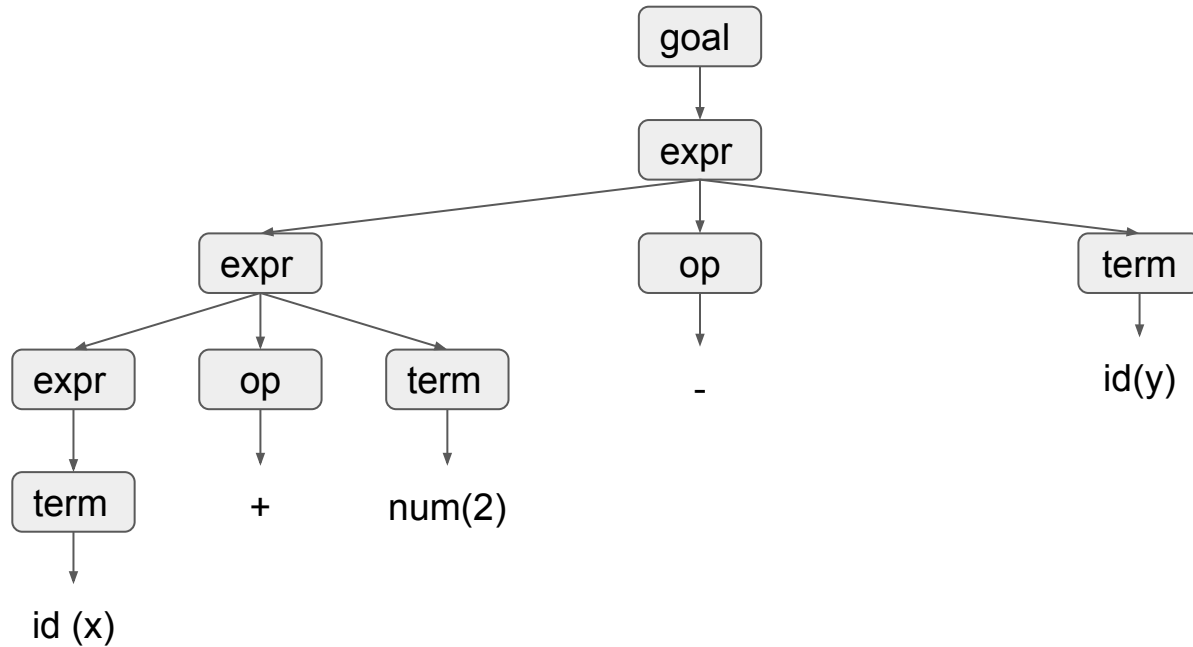 goal
expr
expr
op
term
expr
op
term
-
id(y)
term
+
num(2)
id (x)